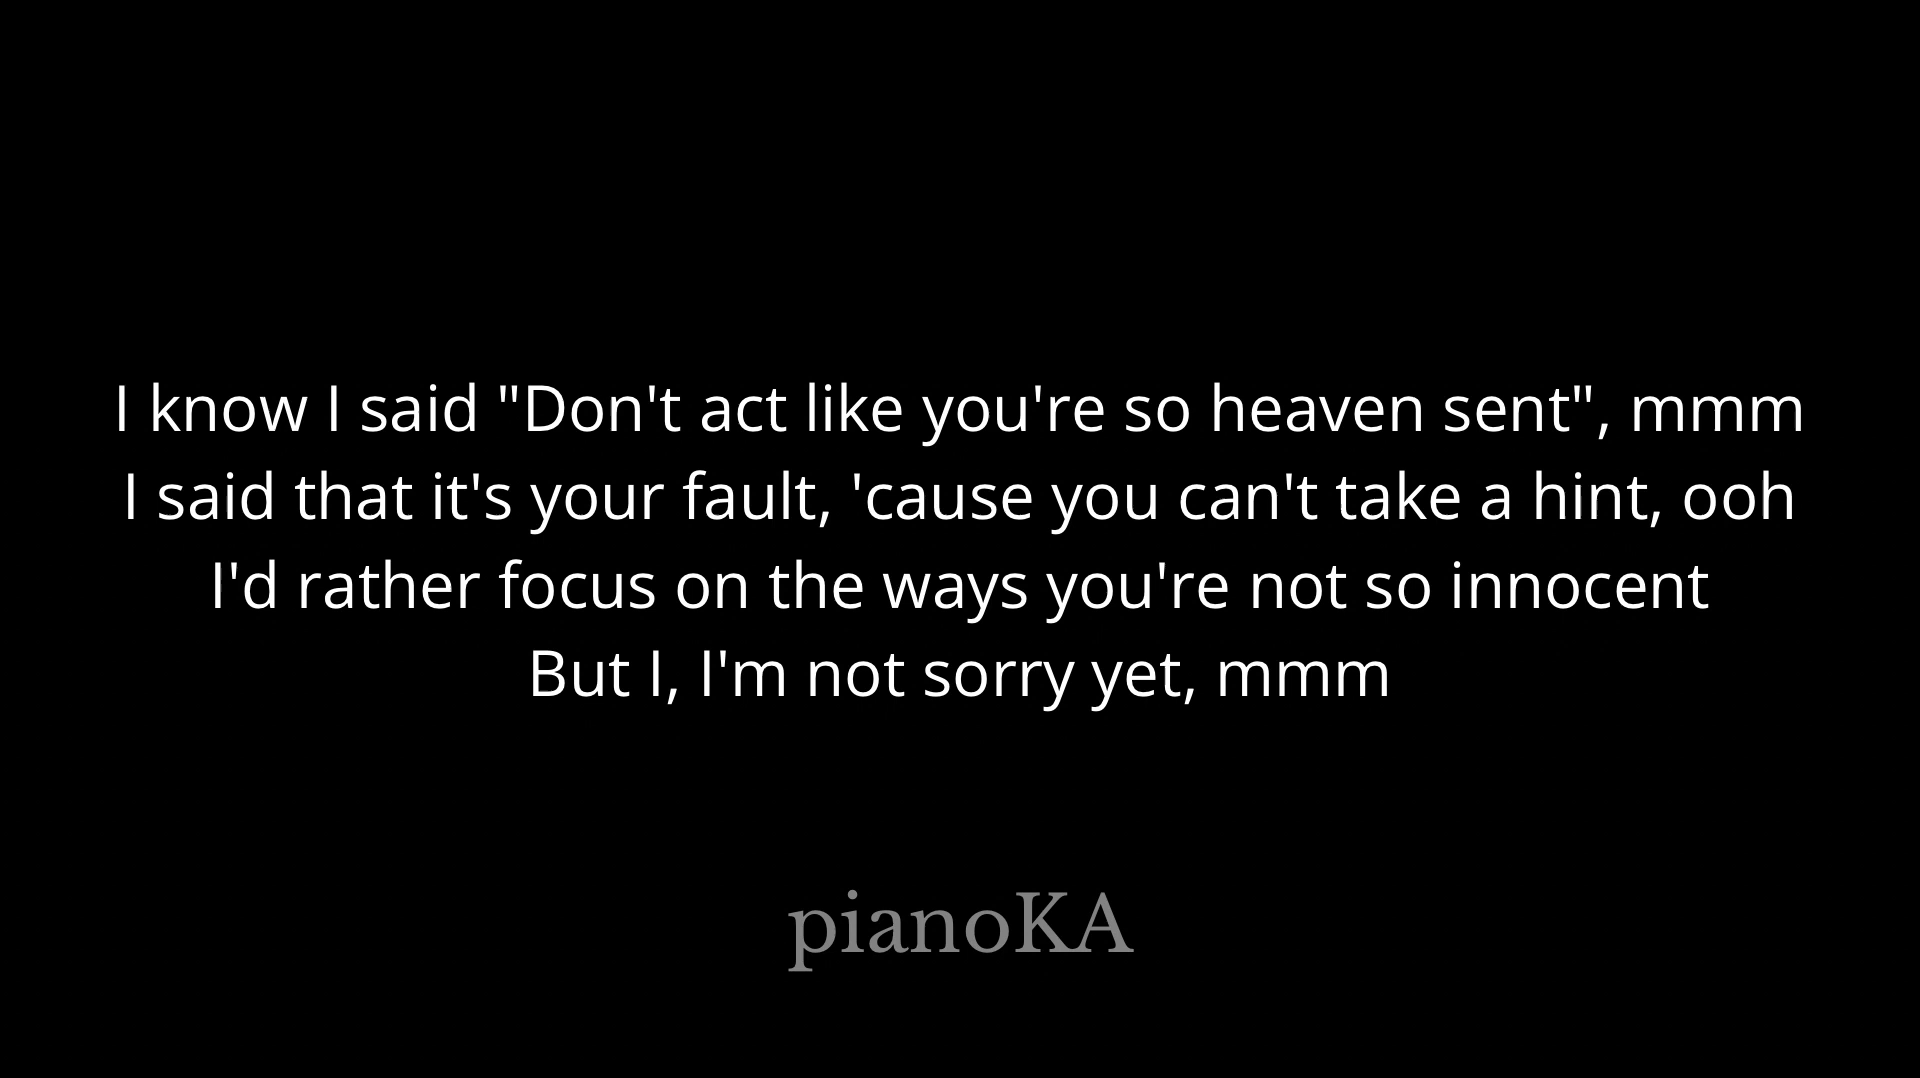 I know I said "Don't act like you're so heaven sent", mmm
I said that it's your fault, 'cause you can't take a hint, ooh
I'd rather focus on the ways you're not so innocent
But I, I'm not sorry yet, mmm
pianoKA